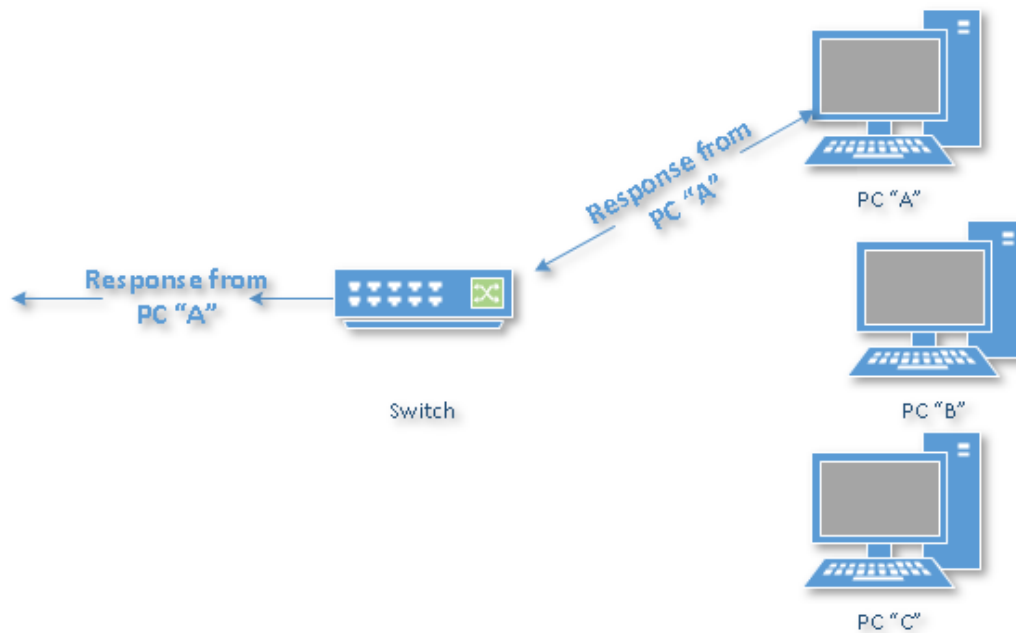 Response from
PC “A”
PC “A”
Response from
PC “A”
PC “B”
Switch
PC “C”